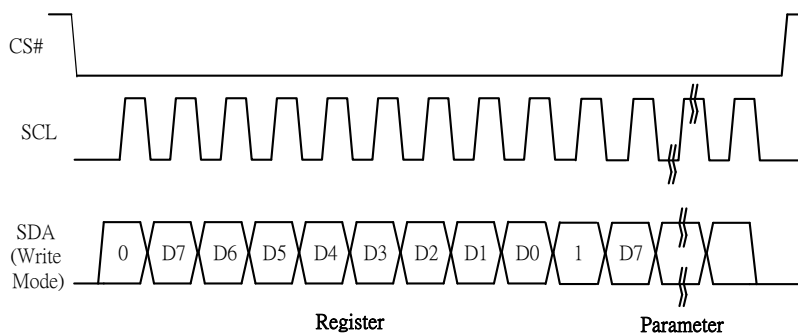 CS#
SCL
SDA
(Write
Mode)
0 D7 D6 D5 D4 D3 D2 D1 D0 1 D7
Register Parameter